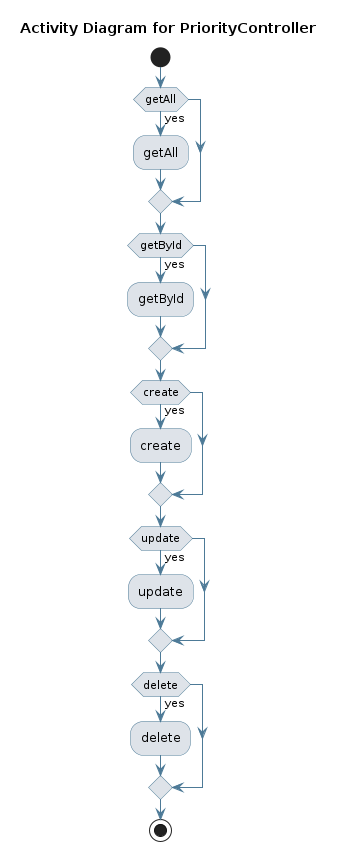 Activity Diagram for PriorityController
getAll
yes
getAll
getById
yes
getById
create
yes
create
update
yes
update
delete
yes
delete